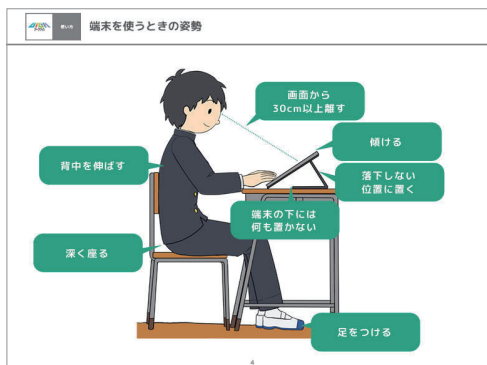 使い方
端末を使うときの姿勢
画面から
30cm以上離す
傾ける
背中を伸ばす
落下しない
位置に置く
端末の下には
何も置かない
深く座る
足をつける
4